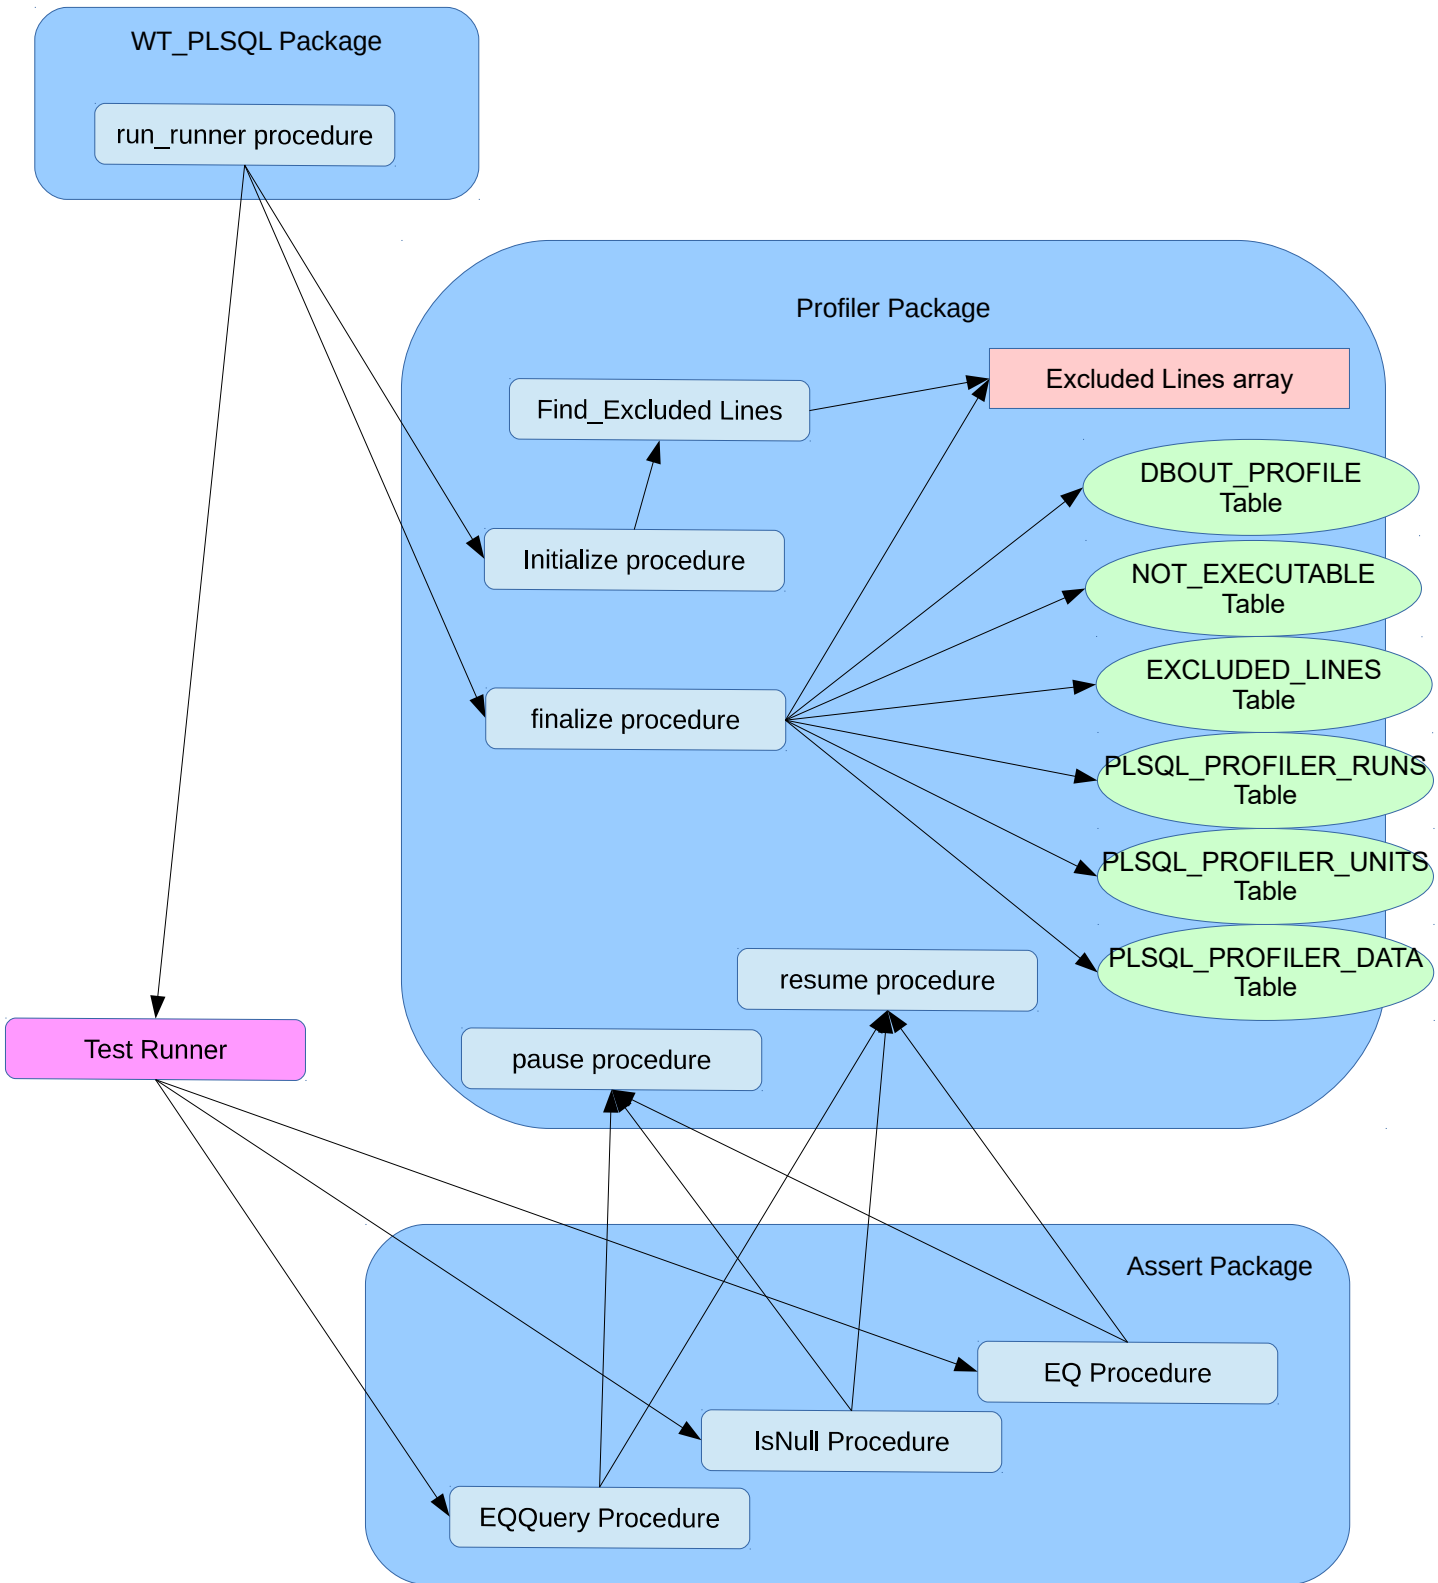 WT_PLSQL Package
run_runner procedure
Profiler Package
Excluded Lines array
Find_Excluded Lines
DBOUT_PROFILE
Table
Initialize procedure
NOT_EXECUTABLE
Table
EXCLUDED_LINES
Table
finalize procedure
PLSQL_PROFILER_RUNS
Table
PLSQL_PROFILER_UNITS
Table
PLSQL_PROFILER_DATA
Table
resume procedure
Test Runner
pause procedure
Assert Package
EQ Procedure
IsNull Procedure
EQQuery Procedure